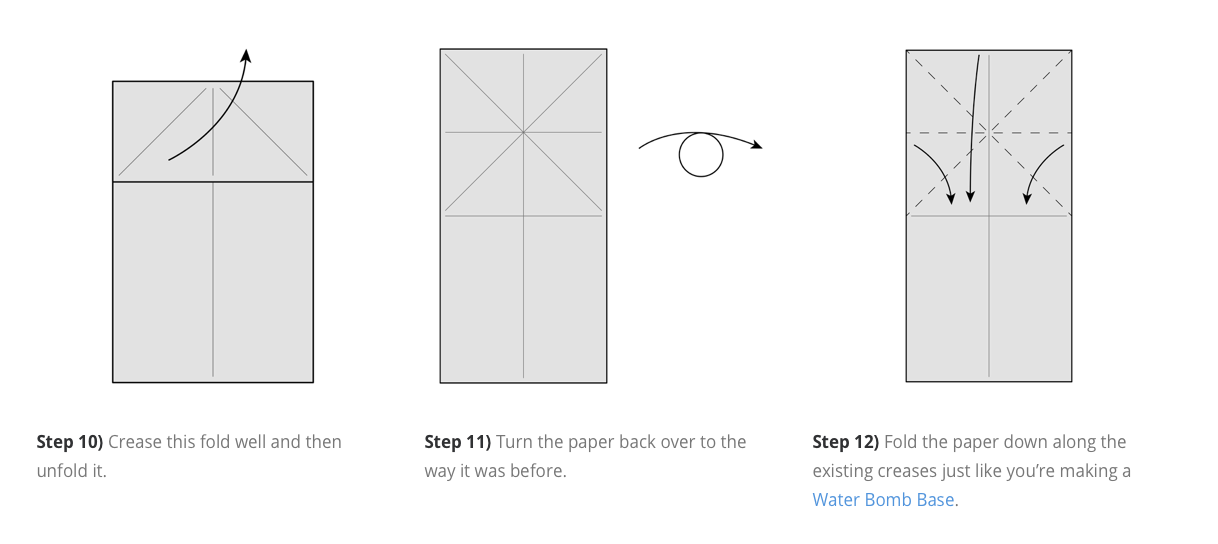 Step 10) Crease this fold well and then
unfold it.
Step 11) Turn the paper back over to the
way it was before.
Step 12) Fold the paper down along the
existing creases just like you’re making a
Water Bomb Base.